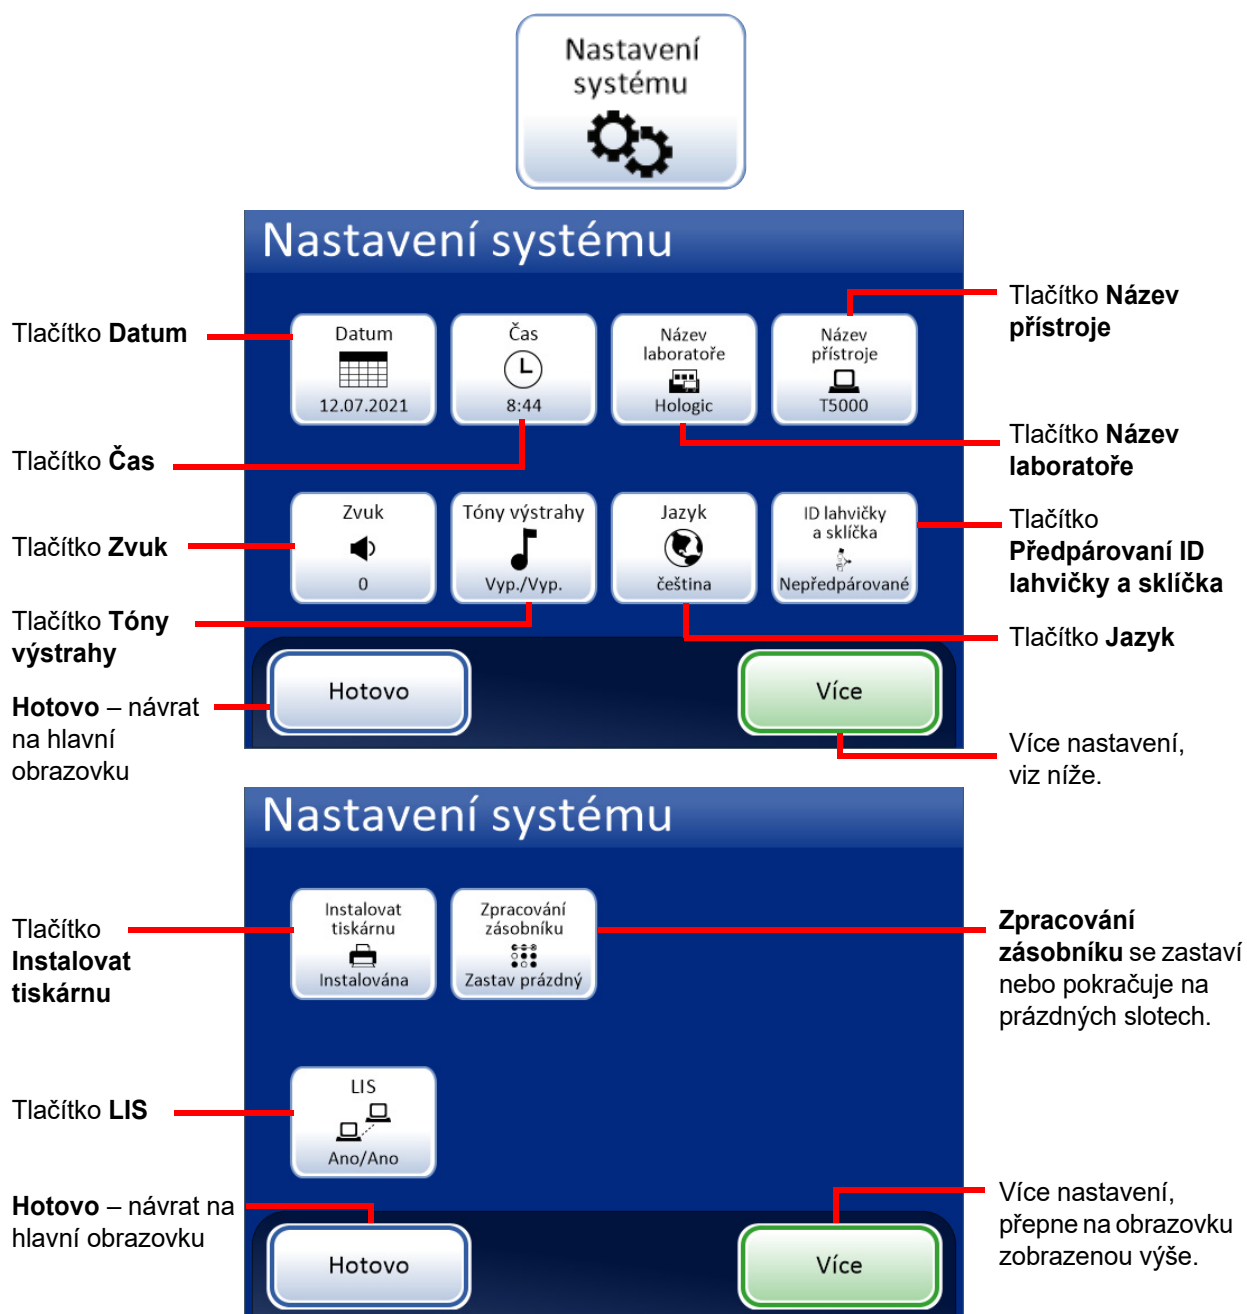 Nastavení
systému
Nastavení systému
Tlačítko Název
přístroje
Tlačítko Datum
Datum
12.07.2021
Čas
8:44
Název
laboratoře
Hologic
Název
přístroje
T5000
Tlačítko Název
laboratoře
Tlačítko Čas
Zvuk
0
Tóny výstrahy
Vyp./Vyp.
Jazyk
čeština
ID lahvičky
a sklíčka
Nepředpárované
Tlačítko
Předpárovaní ID
lahvičky a sklíčka
Tlačítko Zvuk
Tlačítko Tóny
výstrahy
Tlačítko Jazyk
Hotovo – návrat
na hlavní
obrazovku
Hotovo
Více
Více nastavení,
viz níže.
Nastavení systému
Tlačítko
Instalovat
tiskárnu
Instalovat
tiskárnu
Instalována
Zpracování
zásobníku
Zastav prázdný
Zpracování
zásobníku se zastaví
nebo pokračuje na
prázdných slotech.
Tlačítko LIS
LIS
Ano/Ano
Hotovo – návrat na
hlavní obrazovku
Hotovo
Více
Více nastavení,
přepne na obrazovku
zobrazenou výše.